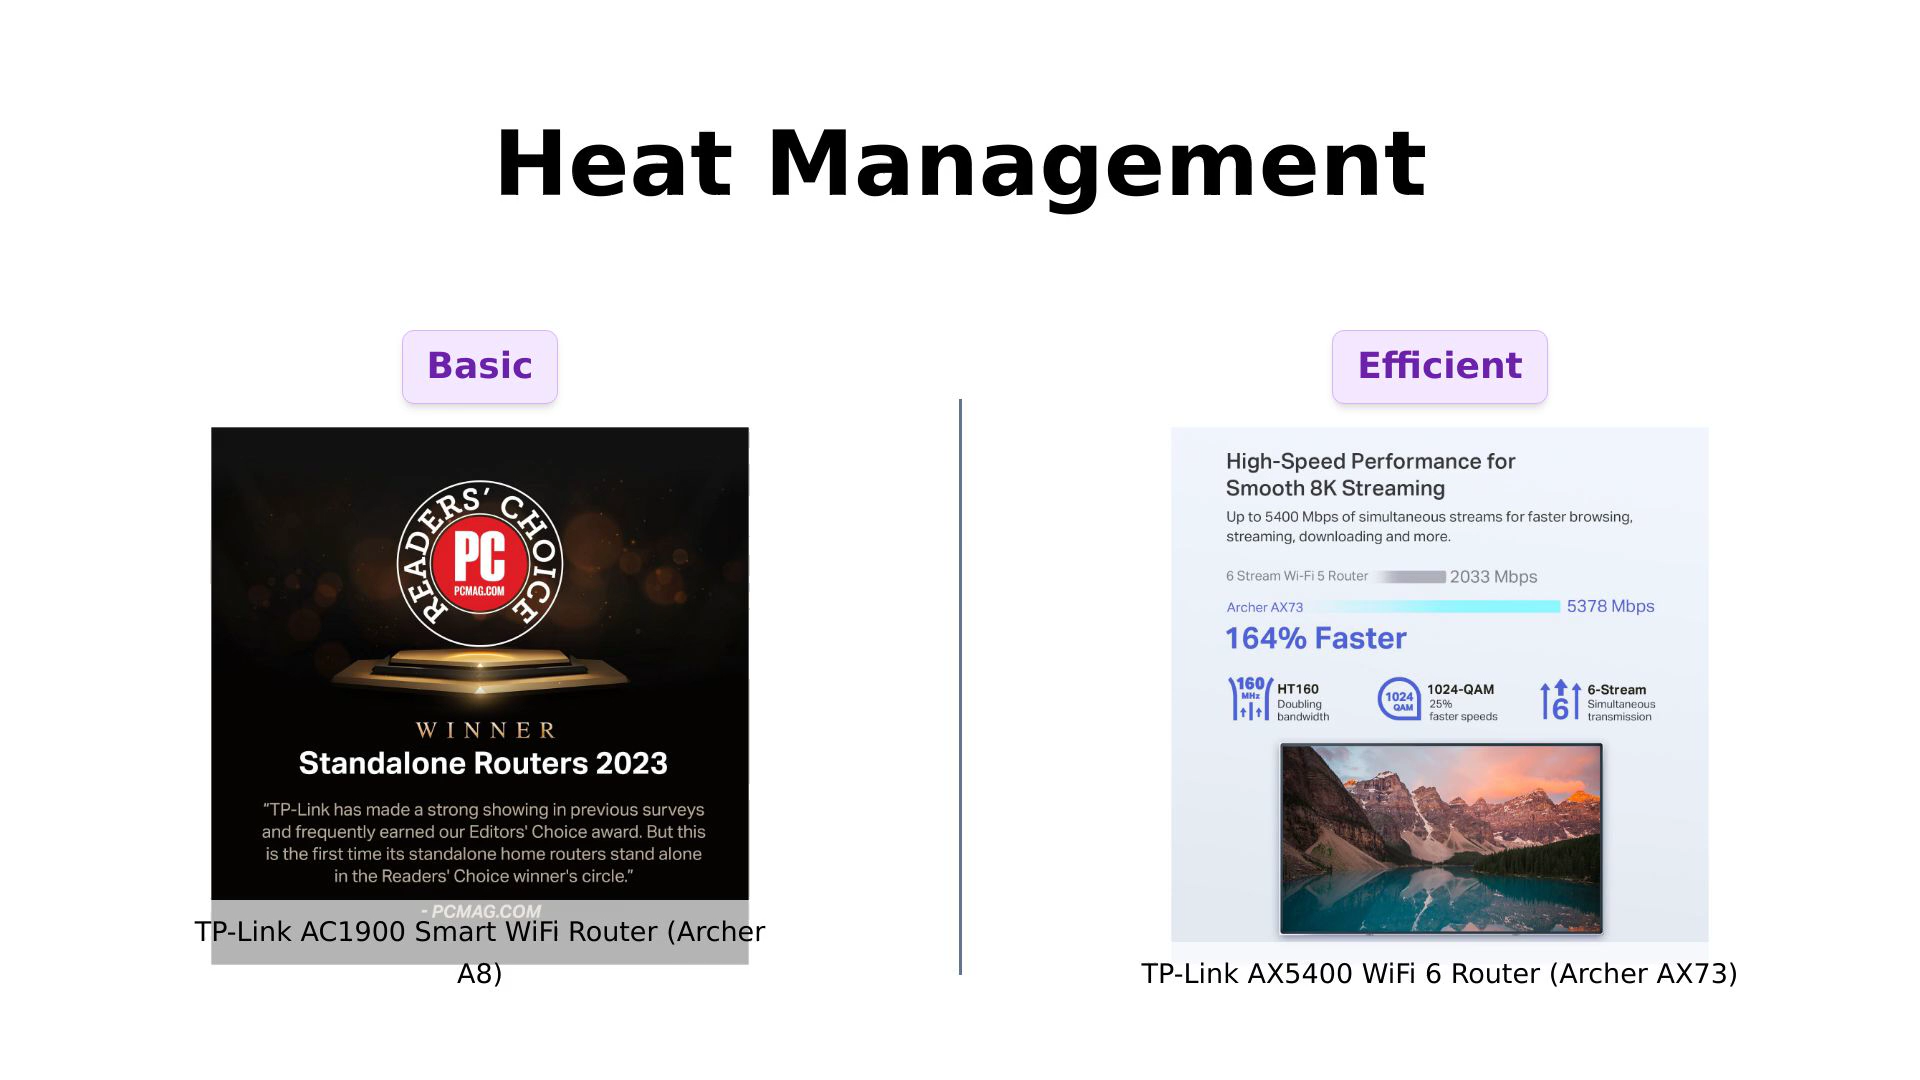 Heat Management
Basic
READERS' CHOICE
PC
PCMAG.COM
WINNER
Standalone Routers 2023
“TP-Link has made a strong showing in previous surveys
and frequently earned our Editors' Choice award. But this
is the first time its standalone home routers stand alone
in the Readers' Choice winner's circle.”
- PCMAG.COM
TP-Link AC1900 Smart WiFi Router (Archer
A8)
Efficient
High-Speed Performance for
Smooth 8K Streaming
Up to 5400 Mbps of simultaneous streams for faster browsing,
streaming, downloading and more.
6 Stream Wi-Fi 5 Router 2033 Mbps
Archer AX73 5378 Mbps
164% Faster
160 MHz
HT160
Doubling
bandwidth
1024 QAM
1024-QAM
25%
faster speeds
6
6-Stream
Simultaneous
transmission
TP-Link AX5400 WiFi 6 Router (Archer AX73)